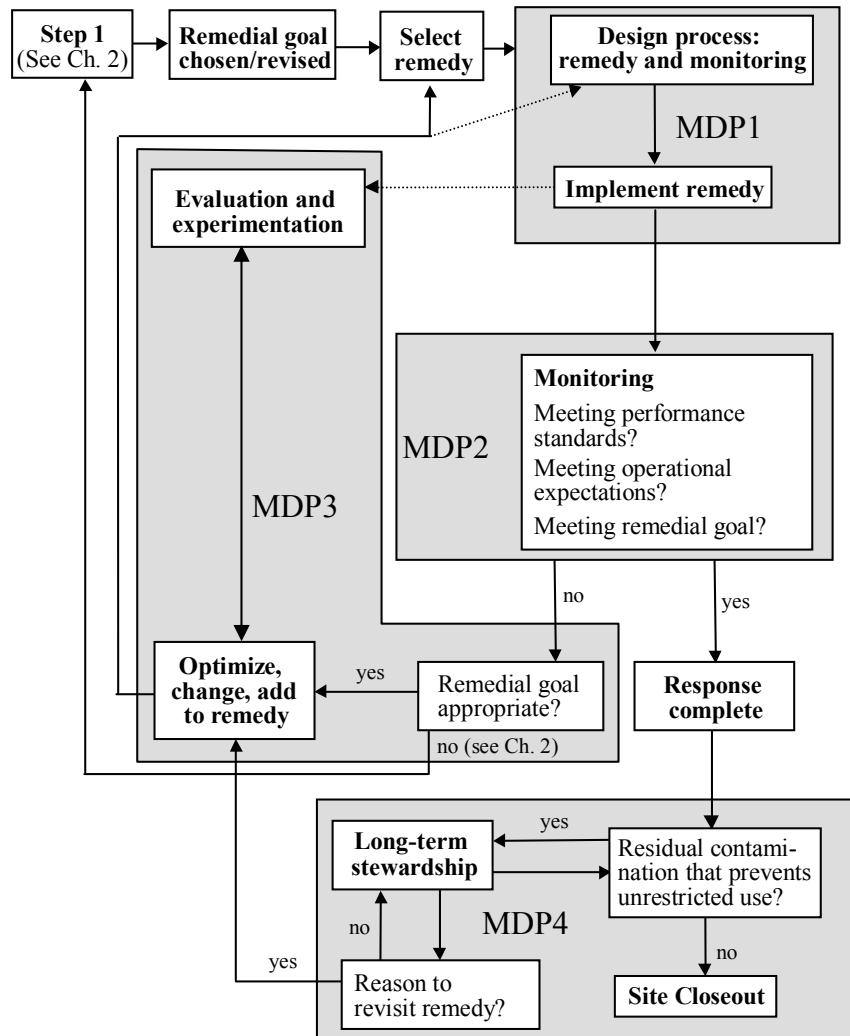 Step 1
(See Ch. 2)
Remedial goal
chosen/revised
Select
remedy
Design process:
remedy and monitoring
MDP1
Implement remedy
Evaluation and
experimentation
MDP3
Monitoring
Meeting performance
standards?
Meeting operational
expectations?
Meeting remedial goal?
MDP2
no
yes
Optimize,
change, add
to remedy
yes
Remedial goal
appropriate?
no (see Ch. 2)
Response
complete
Long-term
stewardship
yes
Residual contami-
nation that prevents
unrestricted use?
no
MDP4
yes
Reason to
revisit remedy?
no
Site Closeout